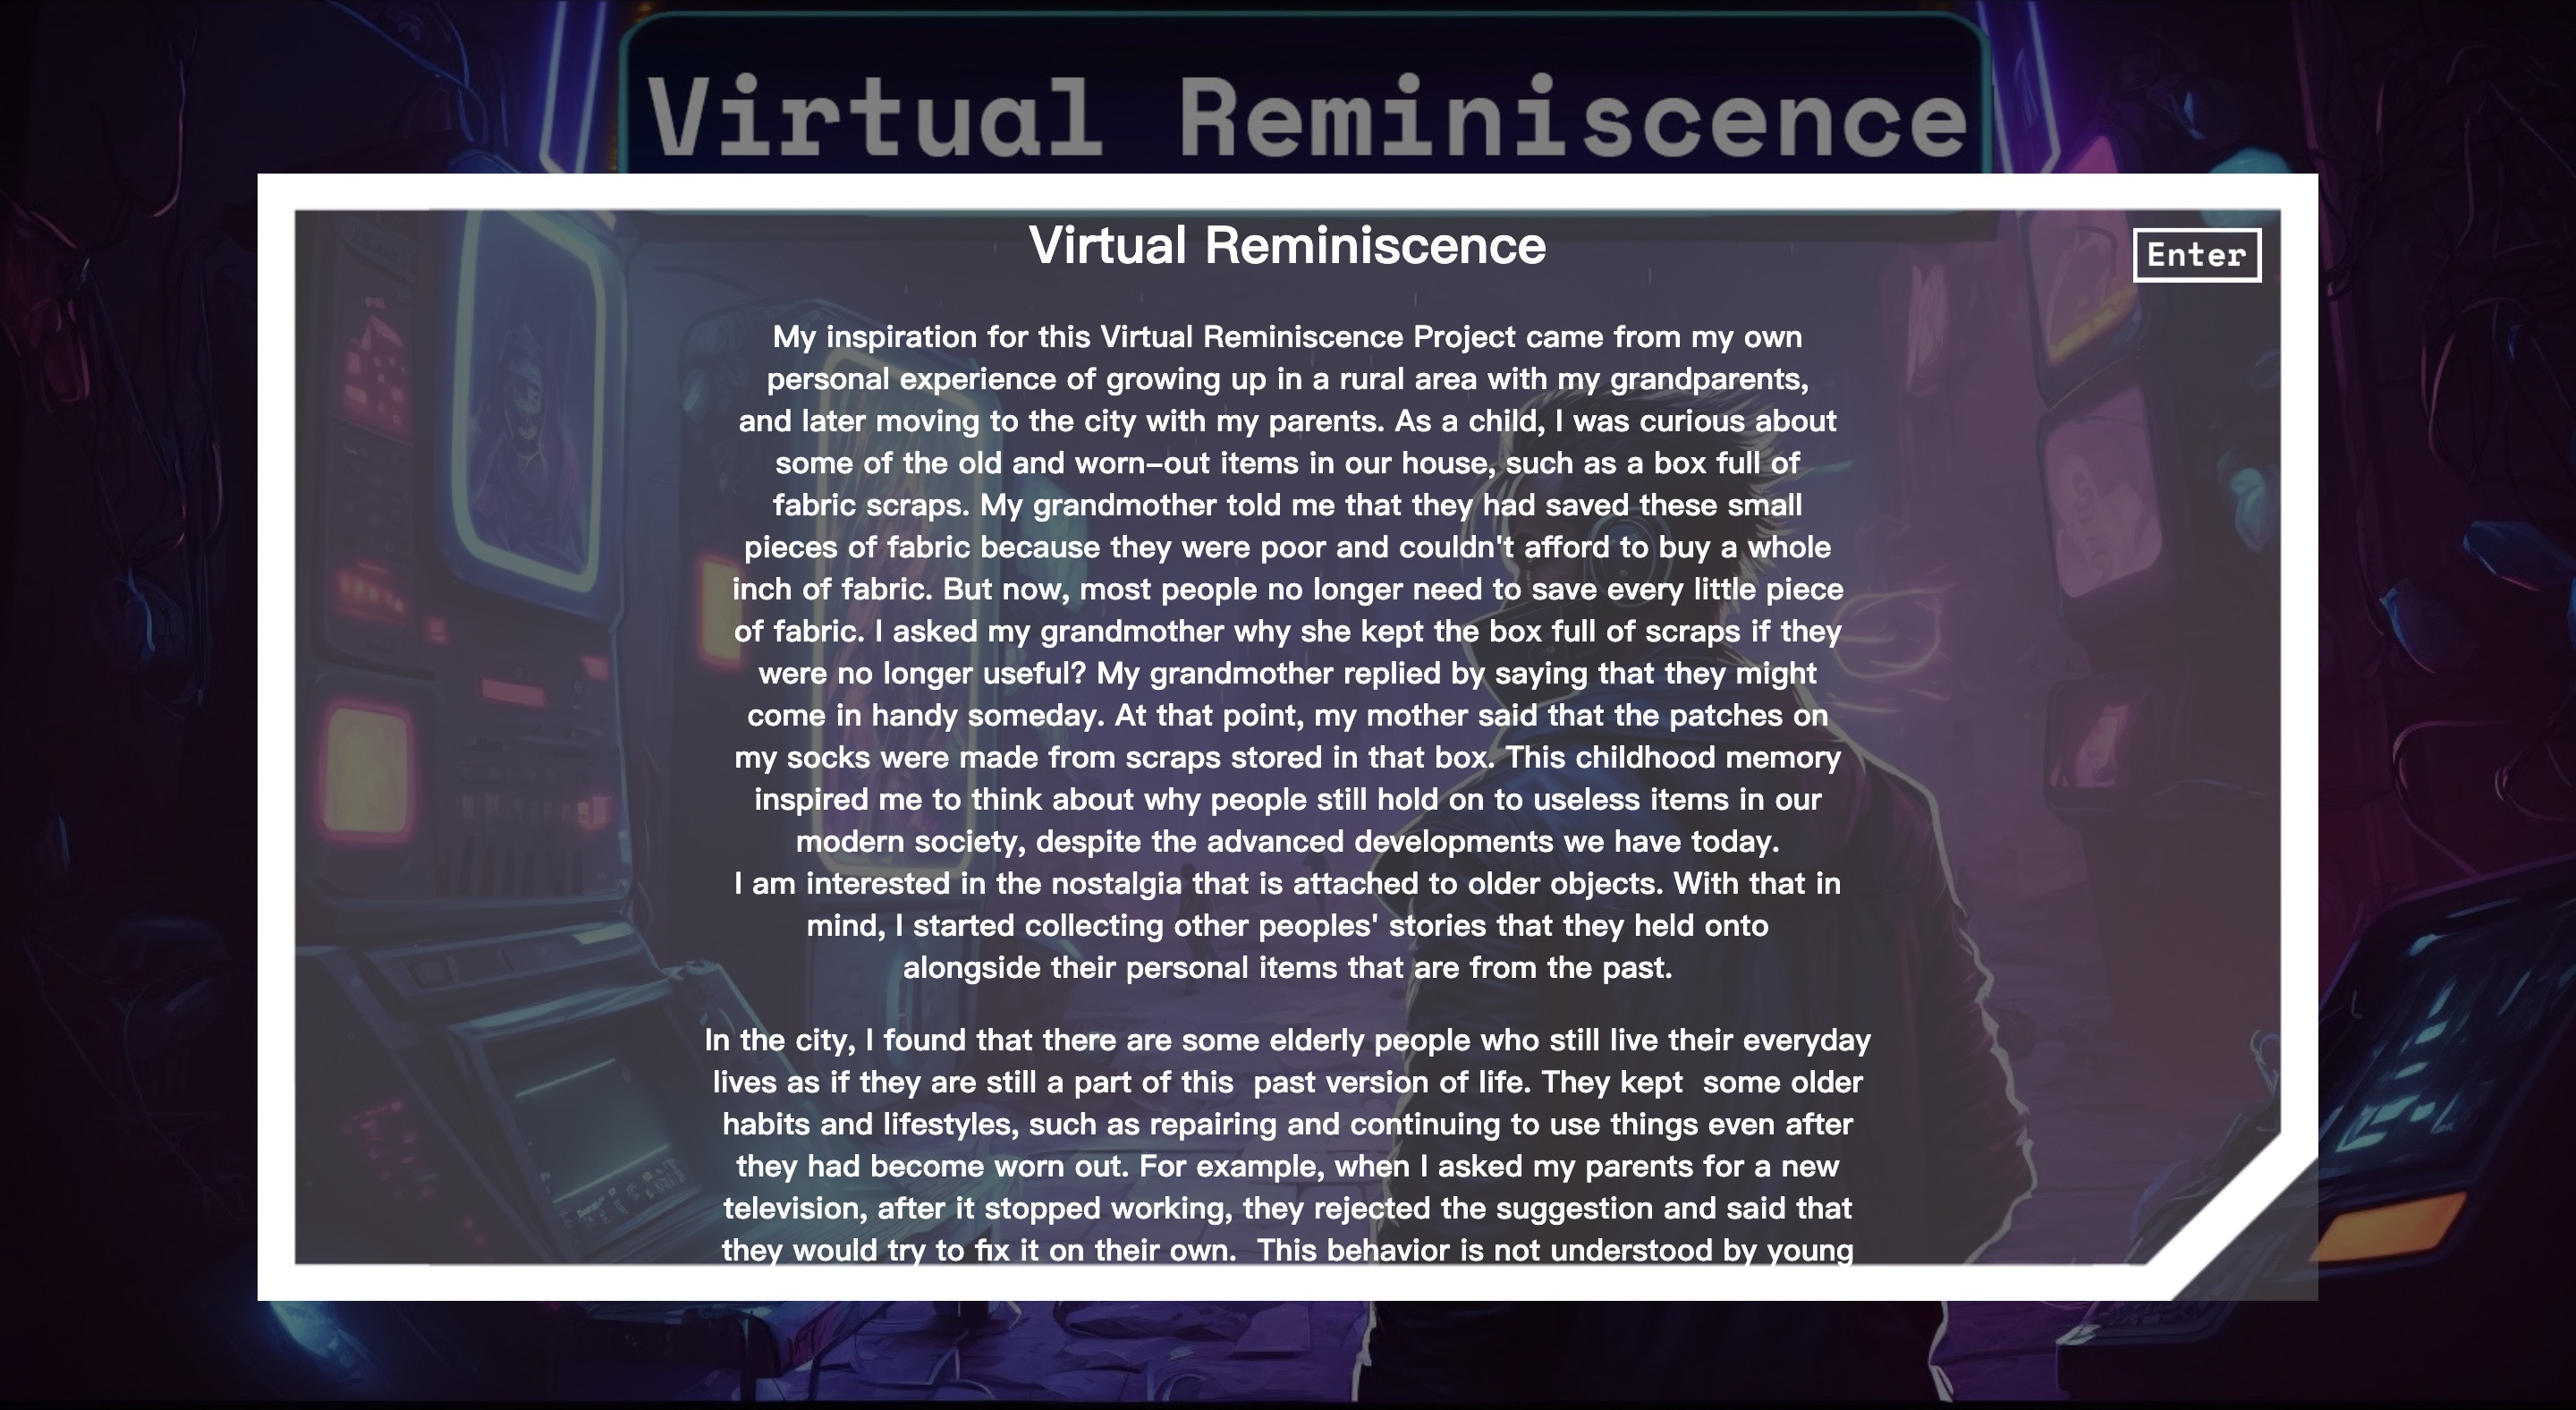 Virtual Reminiscence
Virtual Reminiscence
Enter
My inspiration for this Virtual Reminiscence Project came from my own
personal experience of growing up in a rural area with my grandparents,
and later moving to the city with my parents. As a child, I was curious about
some of the old and worn–out items in our house, such as a box full of
fabric scraps. My grandmother told me that they had saved these small
pieces of fabric because they were poor and couldn't afford to buy a whole
inch of fabric. But now, most people no longer need to save every little piece
of fabric. I asked my grandmother why she kept the box full of scraps if they
were no longer useful? My grandmother replied by saying that they might
come in handy someday. At that point, my mother said that the patches on
my socks were made from scraps stored in that box. This childhood memory
inspired me to think about why people still hold on to useless items in our
modern society, despite the advanced developments we have today.
I am interested in the nostalgia that is attached to older objects. With that in
mind, I started collecting other peoples' stories that they held onto
alongside their personal items that are from the past.
In the city, I found that there are some elderly people who still live their everyday
lives as if they are still a part of this  past version of life. They kept  some older
habits and lifestyles, such as repairing and continuing to use things even after
they had become worn out. For example, when I asked my parents for a new
television, after it stopped working, they rejected the suggestion and said that
they would try to fix it on their own.  This behavior is not understood by young